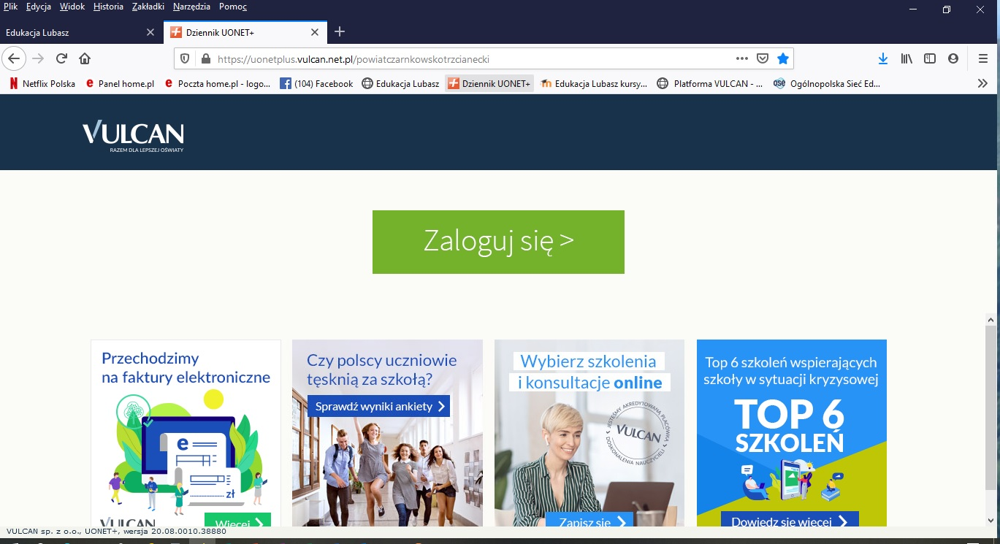 Plik Edycja Widok Historia Zakładki Narzędzia Pomoc
Edukacja Lubasz
Dziennik UONET+
https://uonetplus.vulcan.net.pl/powiatczarnkowskotrzcianecki
Netflix Polska
Panel home.pl
Poczta home.pl - logo...
(104) Facebook
Edukacja Lubasz
Dziennik UONET+
Edukacja Lubasz kursy...
Platforma VULCAN - ...
Ogólnopolska Sieć Ed...
VULCAN
RAZEM DLA LEPSZEJ OŚWIATY
Zaloguj się >
Przechodzimy
na faktury elektroniczne
e
zł
VULCAN
Więcej
Czy polscy uczniowie
tęsknią za szkołą?
Sprawdź wyniki ankiety
Wybierz szkolenia
i konsultacje online
JESTEŚMY AKREDYTOWANĄ PLACÓWKĄ
VULCAN
DOSKONALENIA NAUCZYCIELI
Zapisz się
Top 6 szkoleń wspierających
szkoły w sytuacji kryzysowej
TOP 6
SZKOLEŃ
Dowiedz się więcej
VULCAN sp. z o.o., UONET+, wersja 20.08.0010.38880